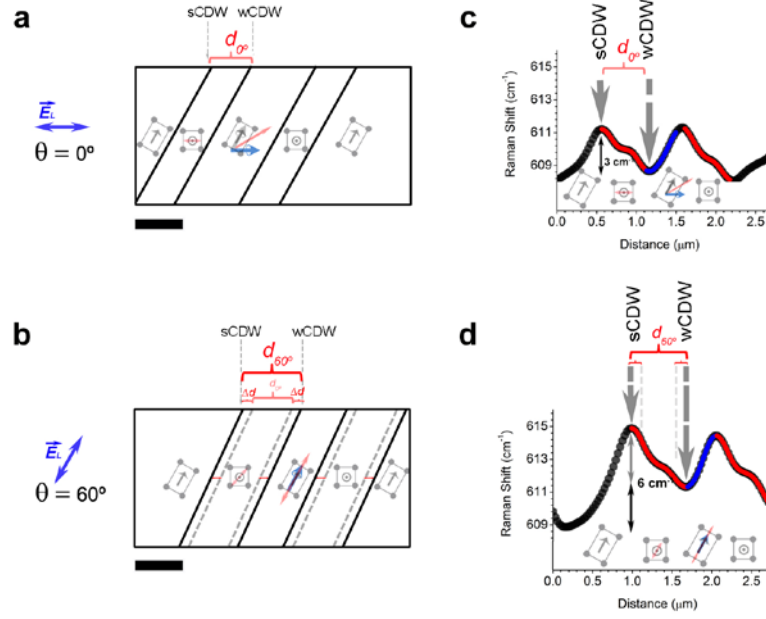 a
sCDW wCDW
d0º
EL
θ = 0º
b
sCDW wCDW
d60º
Δd d0º Δd
EL
θ = 60º
c
sCDW
wCDW
d0º
Raman Shift (cm-1)
615
613
611
609
3 cm-1
0.0 0.5 1.0 1.5 2.0 2.5
Distance (μm)
d
sCDW
wCDW
d60º
Raman Shift (cm-1)
615
613
611
609
6 cm-1
0.0 0.5 1.0 1.5 2.0 2.5
Distance (μm)